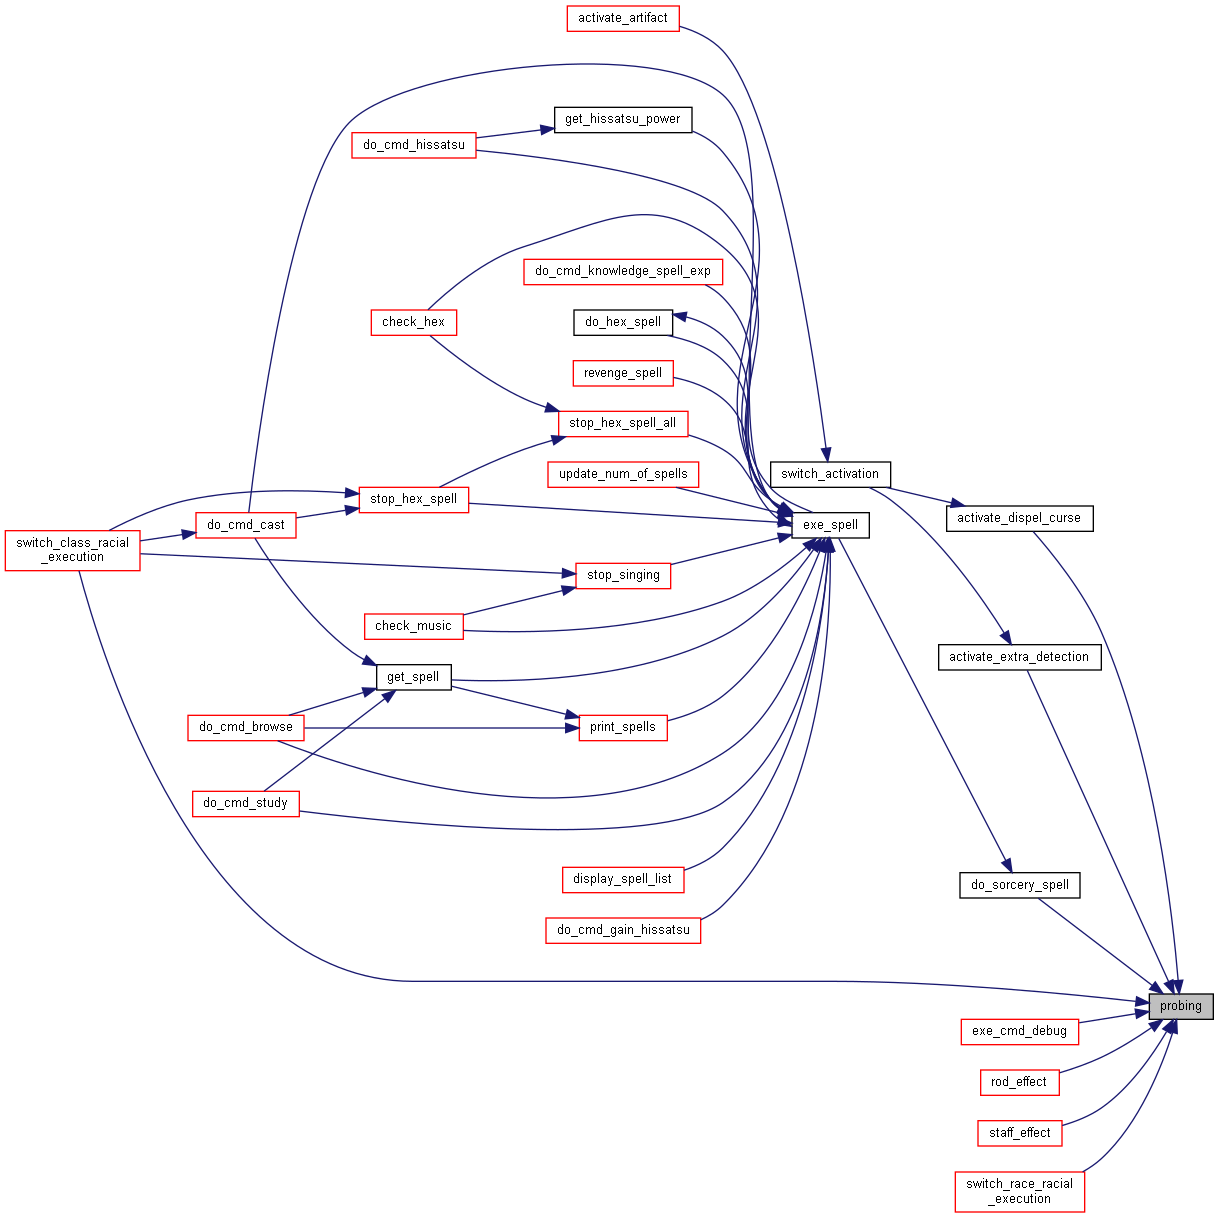 activate_artifact
get_hissatsu_power
do_cmd_hissatsu
do_cmd_knowledge_spell_exp
check_hex
do_hex_spell
revenge_spell
stop_hex_spell_all
switch_activation
update_num_of_spells
stop_hex_spell
activate_dispel_curse
do_cmd_cast
exe_spell
switch_class_racial
_execution
stop_singing
check_music
activate_extra_detection
get_spell
do_cmd_browse
print_spells
do_cmd_study
display_spell_list
do_sorcery_spell
do_cmd_gain_hissatsu
probing
exe_cmd_debug
rod_effect
staff_effect
switch_race_racial
_execution